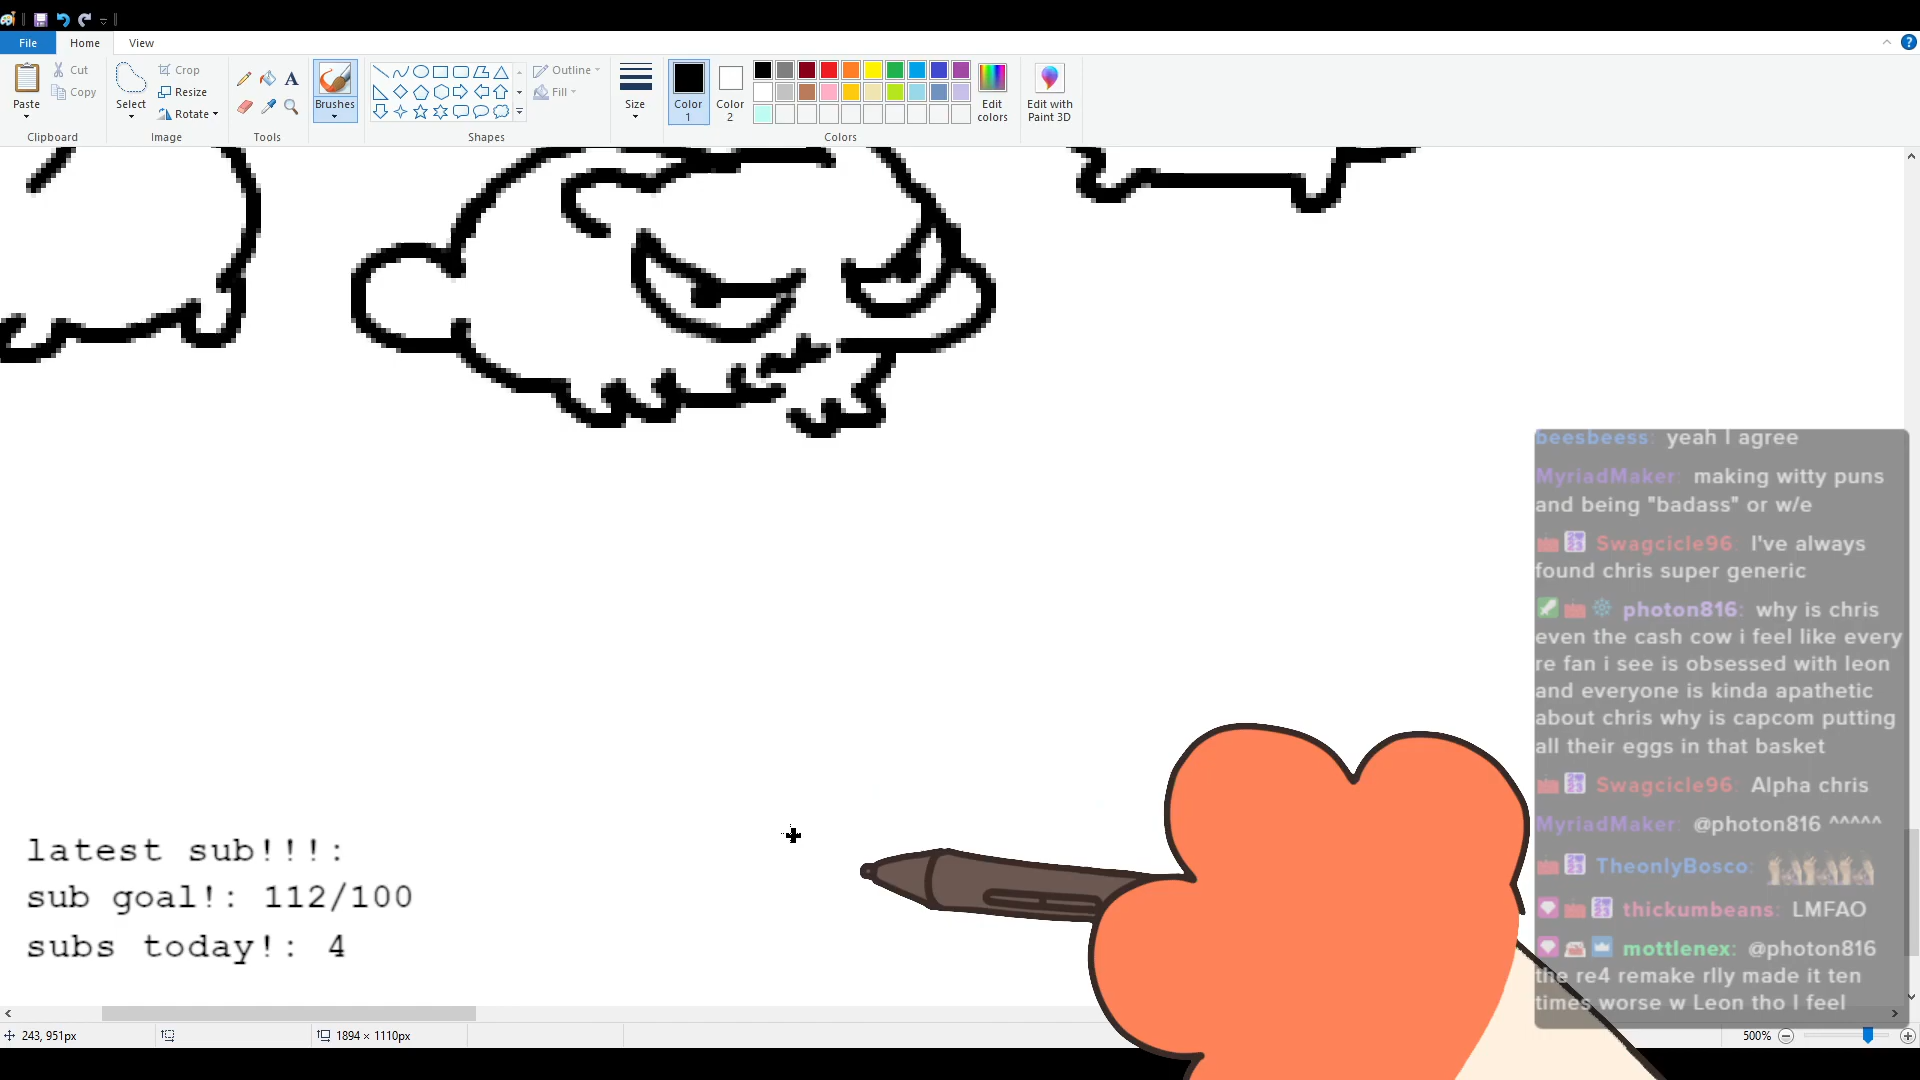 File Home View
Paste Cut Copy Clipboard
Select Crop Resize Rotate Image
A
Tools
Brushes
Outline Fill Shapes
Size
Color 1 Color 2 Edit colors Colors
Edit with Paint 3D
beesbeess: yeah I agree
MyriadMaker: making witty puns
and being "badass" or w/e
Swagcicle96: I've always
found chris super generic
photon816: why is chris
even the cash cow i feel like every
re fan i see is obsessed with leon
and everyone is kinda apathetic
about chris why is capcom putting
all their eggs in that basket
Swagcicle96: Alpha chris
MyriadMaker: @photon816 ^^^^^
TheonlyBosco:
thickumbeans: LMFAO
mottlenex: @photon816
the re4 remake rlly made it ten
times worse w Leon tho I feel
latest sub!!!:
sub goal!: 112/100
subs today!: 4
243, 951px 1894 × 1110px 500%